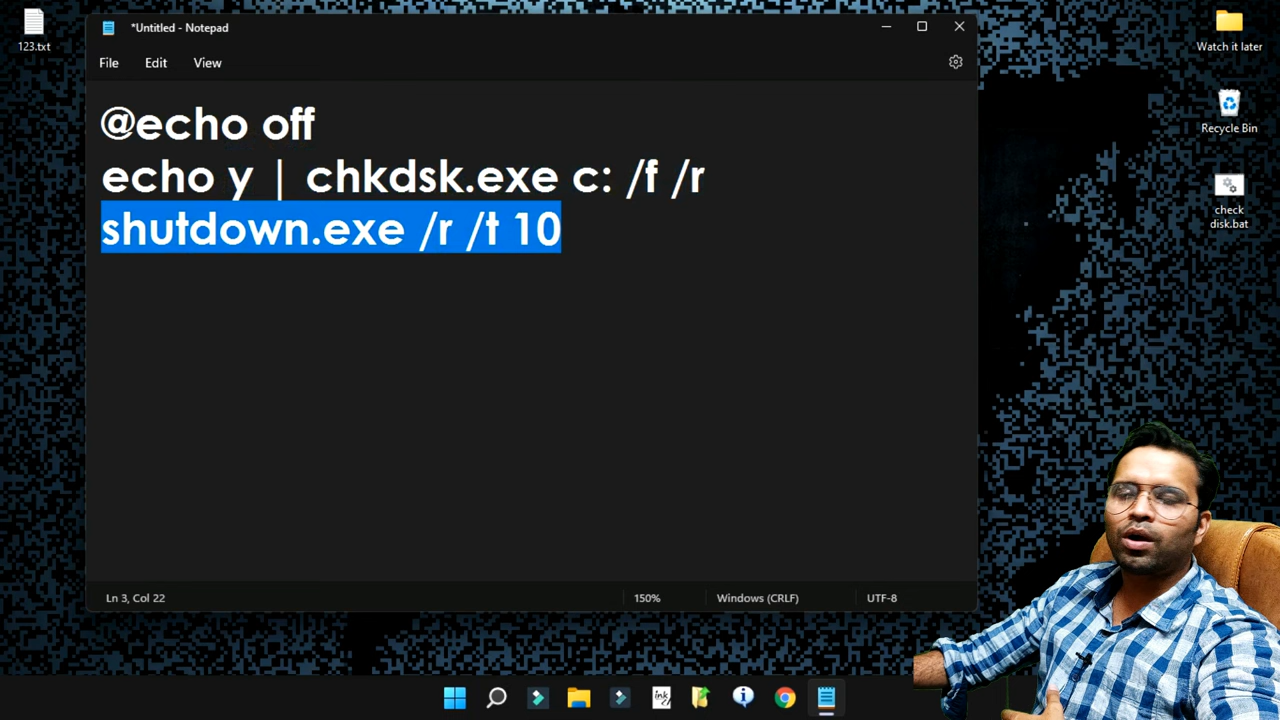 123.txt
*Untitled - Notepad
File Edit View
@echo off
echo y | chkdsk.exe c: /f /r
shutdown.exe /r /t 10
Ln 3, Col 22
150%
Windows (CRLF)
UTF-8
Watch it later
Recycle Bin
check
disk.bat
ink